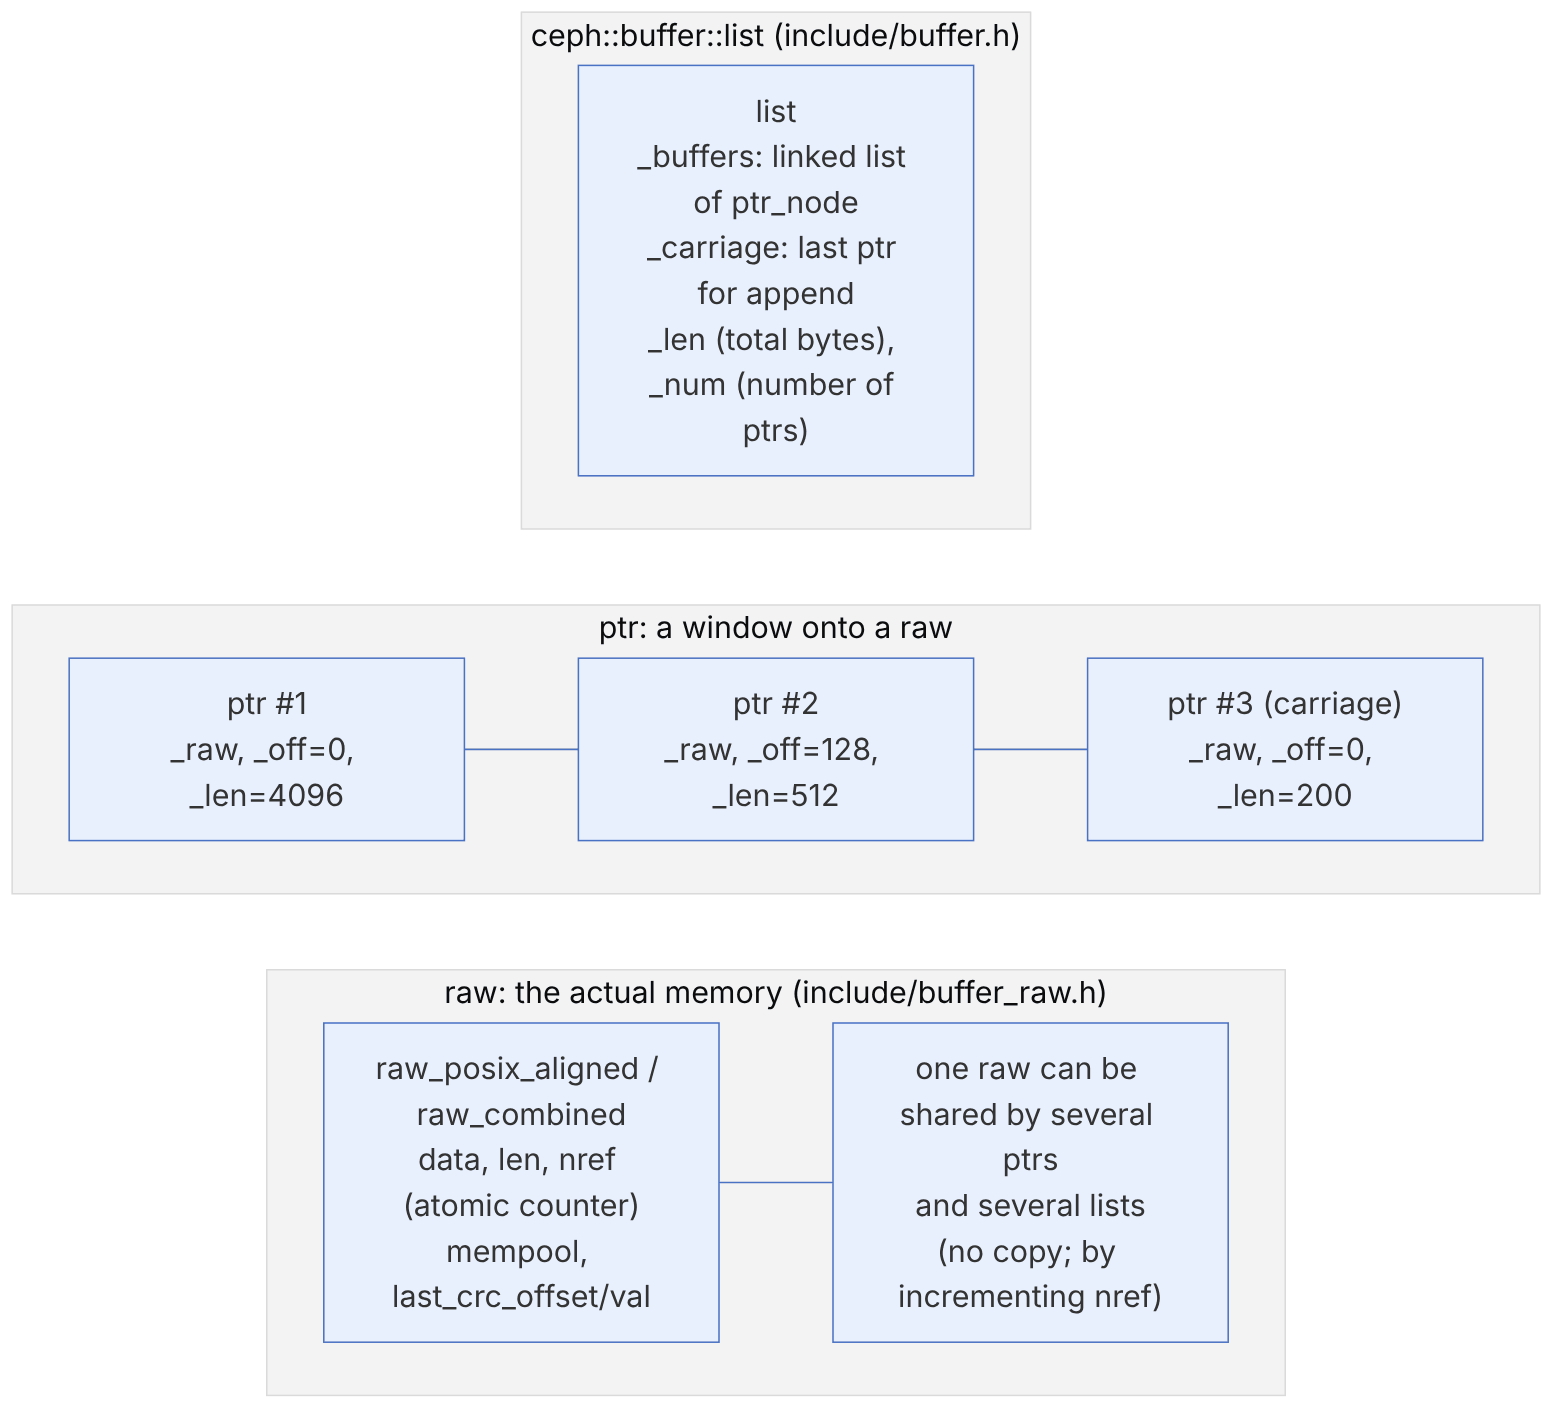 ceph::buffer::list (include/buffer.h)
list
_buffers: linked list
of ptr_node
_carriage: last ptr
for append
_len (total bytes),
_num (number of
ptrs)
ptr: a window onto a raw
ptr #1
_raw, _off=0,
_len=4096
ptr #2
_raw, _off=128,
_len=512
ptr #3 (carriage)
_raw, _off=0,
_len=200
raw: the actual memory (include/buffer_raw.h)
raw_posix_aligned /
raw_combined
data, len, nref
(atomic counter)
mempool,
last_crc_offset/val
one raw can be
shared by several
ptrs
and several lists
(no copy; by
incrementing nref)